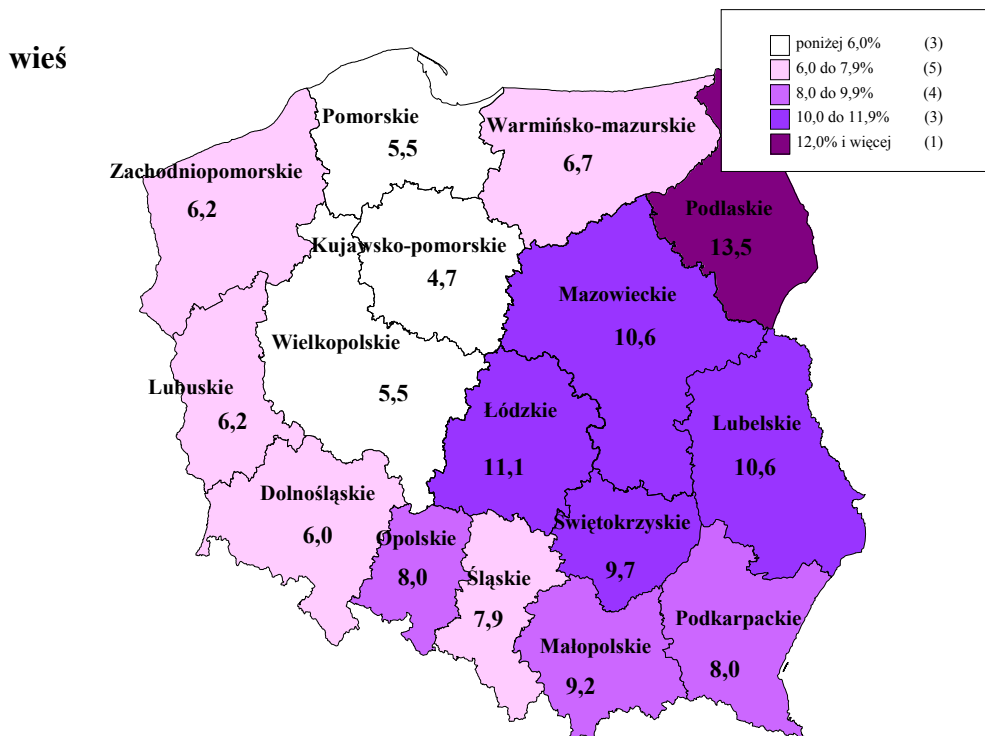 wieś
poniżej 6,0% (3)
6,0 do 7,9% (5)
8,0 do 9,9% (4)
10,0 do 11,9% (3)
12,0% i więcej (1)
Pomorskie
5,5
Warmińsko-mazurskie
6,7
Zachodniopomorskie
6,2
Podlaskie
13,5
Kujawsko-pomorskie
4,7
Mazowieckie
10,6
Wielkopolskie
5,5
Lubuskie
6,2
Łódzkie
11,1
Lubelskie
10,6
Dolnośląskie
6,0
Opolskie
8,0
Świętokrzyskie
9,7
Śląskie
7,9
Podkarpackie
8,0
Małopolskie
9,2